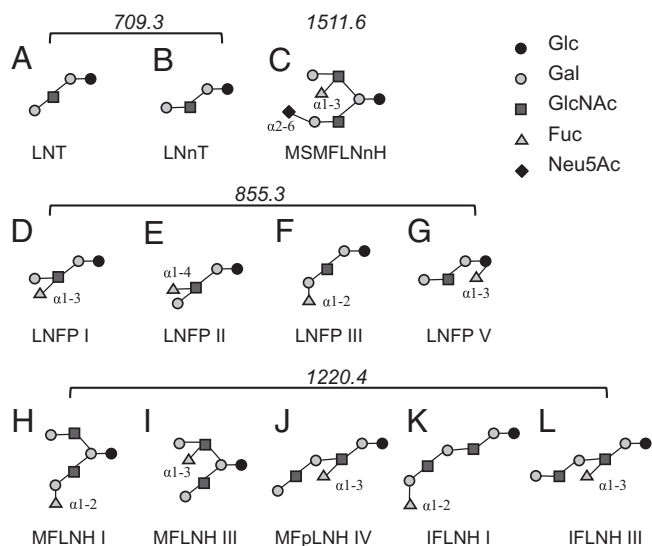 709.3 1511.6
A B C
α1-3
α2-6
LNT LNnT MSMFLNnH
Glc
Gal
GlcNAc
Fuc
Neu5Ac
855.3
D E F G
α1-3 α1-4 α1-2 α1-3
LNFP I LNFP II LNFP III LNFP V
1220.4
H I J K L
α1-2 α1-3 α1-3 α1-2 α1-3
MFLNH I MFLNH III MFpLNH IV IFLNH I IFLNH III